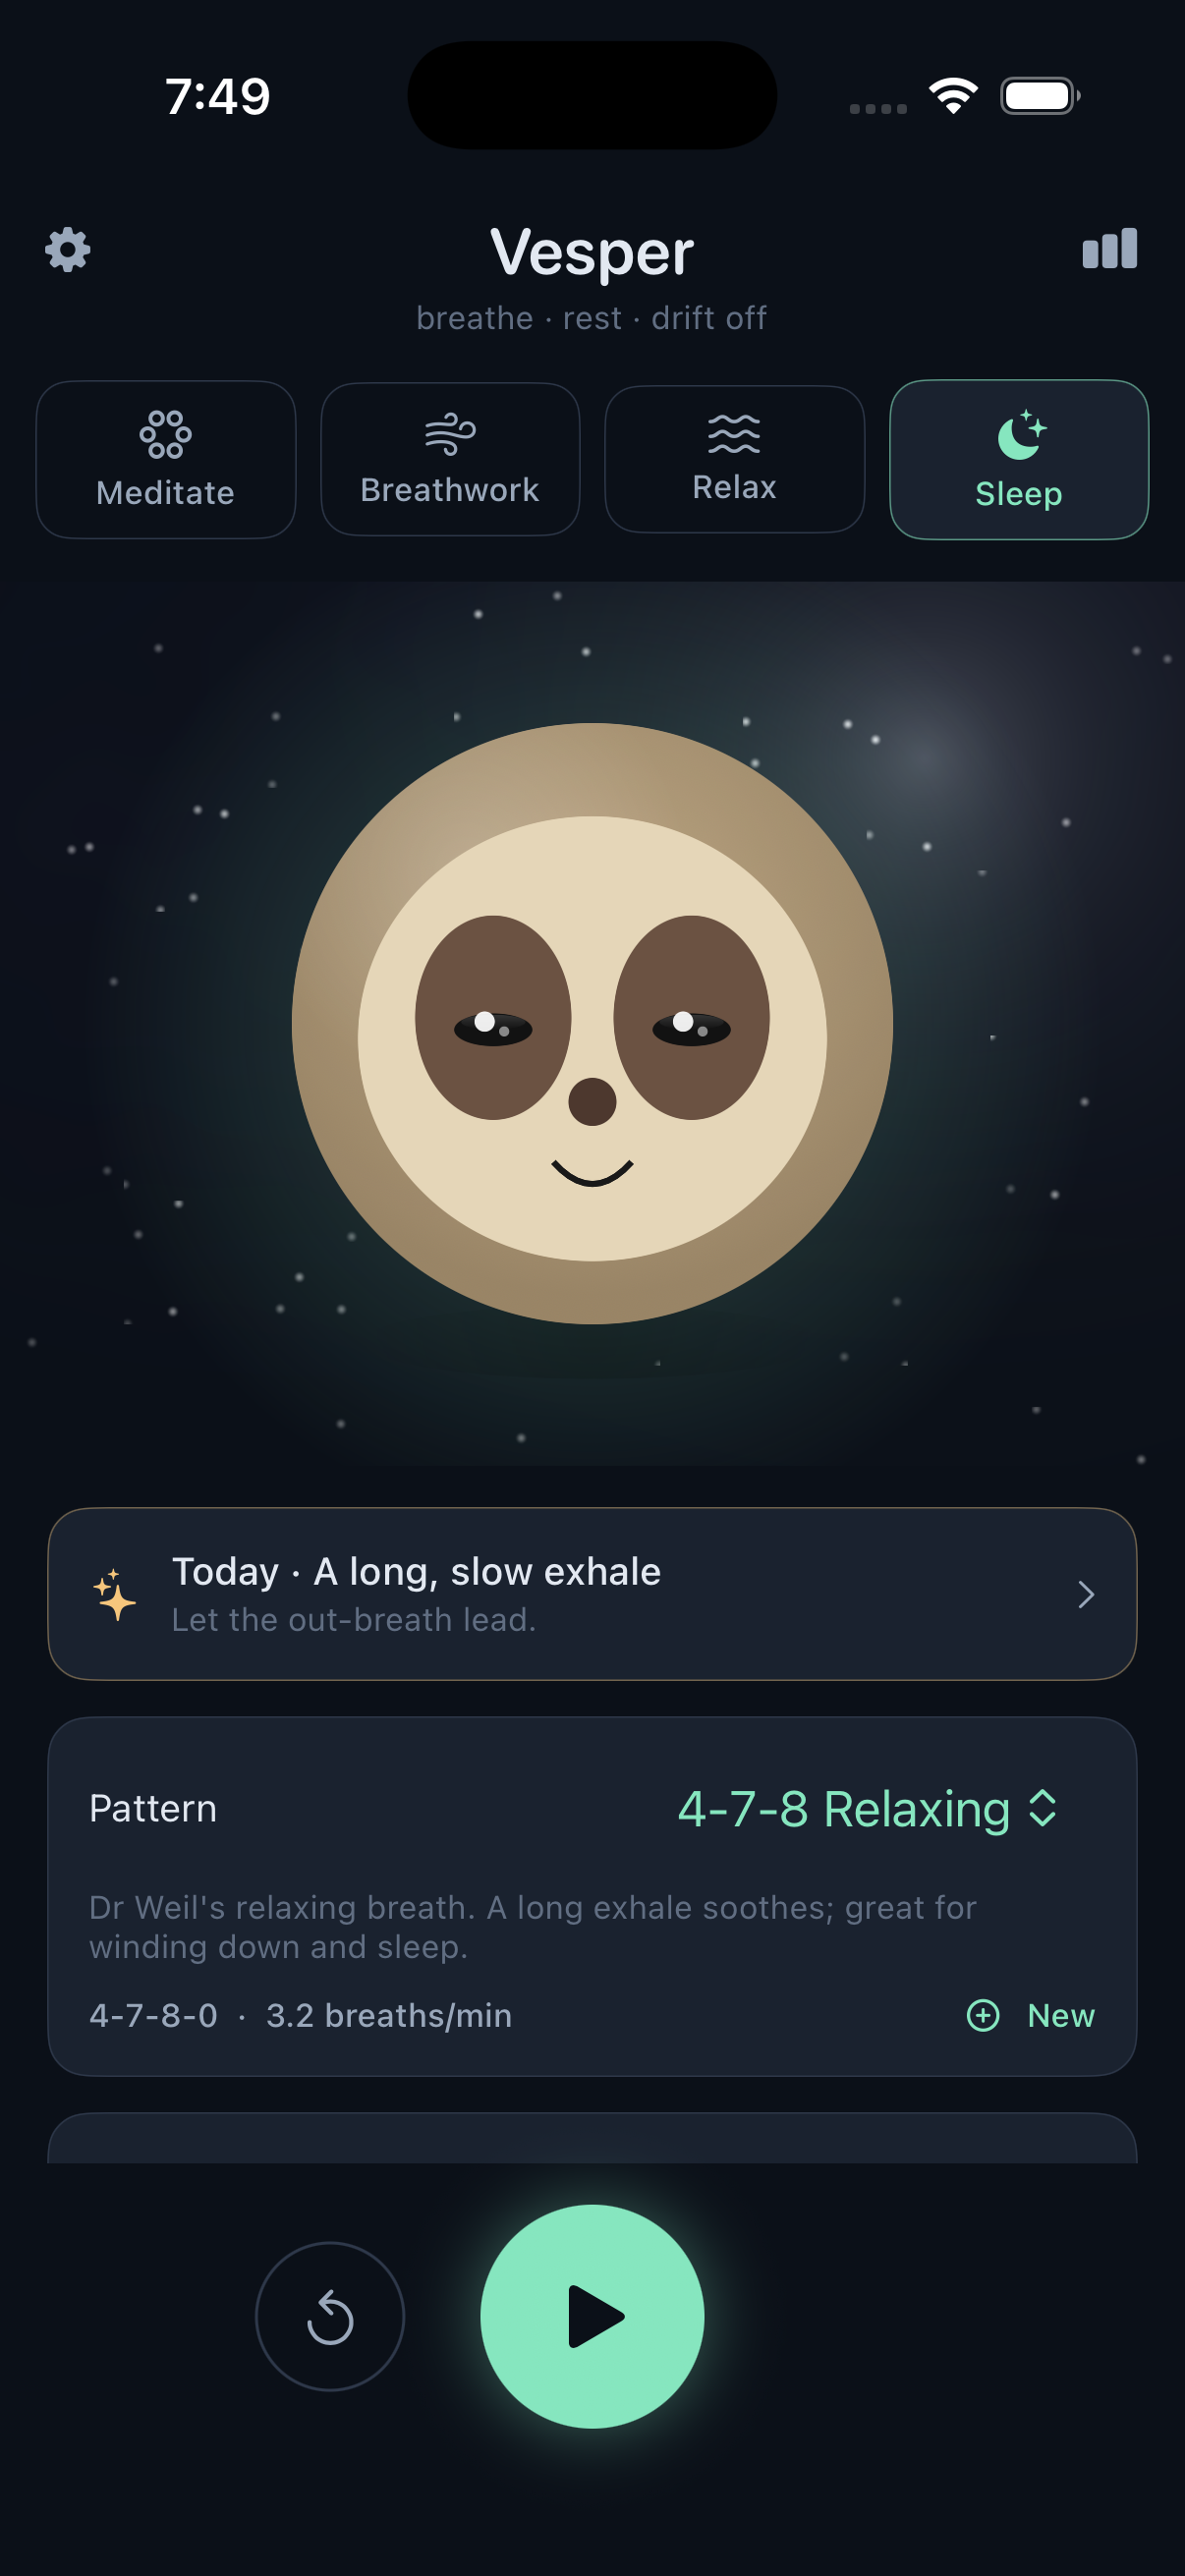 7:49
Vesper
breathe · rest · drift off
Meditate
Breathwork
Relax
Sleep
Today · A long, slow exhale
Let the out-breath lead.
Pattern
4-7-8 Relaxing
Dr Weil's relaxing breath. A long exhale soothes; great for
winding down and sleep.
4-7-8-0 · 3.2 breaths/min
New